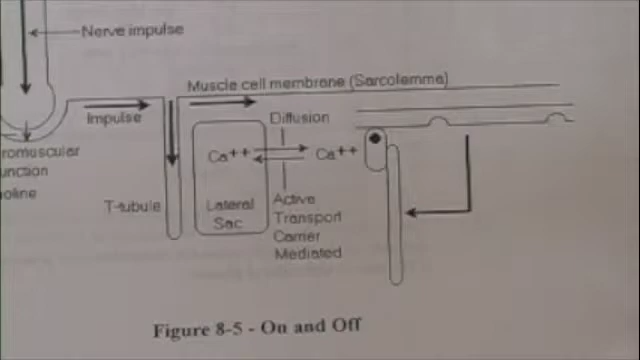 Nerve impulse
Muscle cell membrane (Sarcolemma)
Impulse
Diffusion
romuscular
unction
oline
Ca++
Ca++
T-tubule
Lateral
Sac
Active
Transport
Carrier
Mediated
Figure 8-5 - On and Off